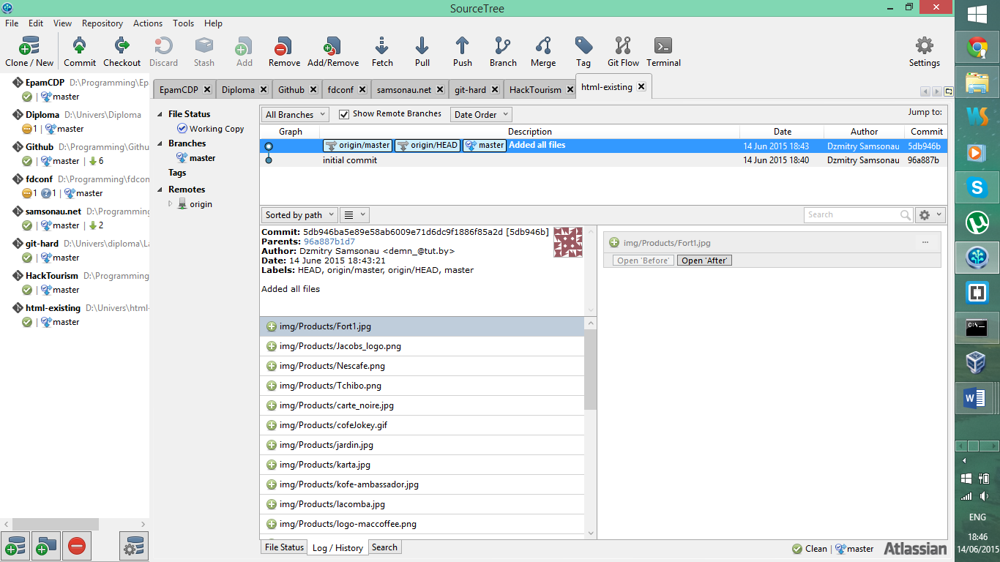 SourceTree
File Edit View Repository Actions Tools Help
Clone / New Commit Checkout Discard Stash Add Remove Add/Remove Fetch Pull Push Branch Merge Tag Git Flow Terminal Settings
EpamCDP D:\Programming\Ep
master
Diploma D:\Univers\Diploma
1 master
Github D:\Programming\Githu
master 6
fdconf D:\Programming\fdcon
1 1 master
samsonau.net D:\Programming
master 2
git-hard D:\Univers\diploma\La
master
HackTourism D:\Programming
master
html-existing D:\Univers\html-
master
EpamCDP Diploma Github fdconf samsonau.net git-hard HackTourism html-existing
File Status
Working Copy
Branches
master
Tags
Remotes
origin
All Branches Show Remote Branches Date Order Jump to:
Graph Description Date Author Commit
origin/master origin/HEAD master Added all files 14 Jun 2015 18:43 Dzmitry Samsonau 5db946b
initial commit 14 Jun 2015 18:40 Dzmitry Samsonau 96a887b
Sorted by path Search
Commit: 5db946ba5e89e58ab6009e71d6dc9f1886f85a2d [5db946b]
Parents: 96a887b1d7
Author: Dzmitry Samsonau <demn_@tut.by>
Date: 14 June 2015 18:43:21
Labels: HEAD, origin/master, origin/HEAD, master
Added all files
img/Products/Fort1.jpg
img/Products/Jacobs_logo.png
img/Products/Nescafe.png
img/Products/Tchibo.png
img/Products/carte_noire.jpg
img/Products/cofeJokey.gif
img/Products/jardin.jpg
img/Products/karta.jpg
img/Products/kofe-ambassador.jpg
img/Products/lacomba.jpg
img/Products/logo-maccoffee.png
img/Products/Fort1.jpg ...
Open 'Before' Open 'After'
File Status Log / History Search
Clean | master Atlassian
WS
C:\
W
ENG
18:46
14/06/2015